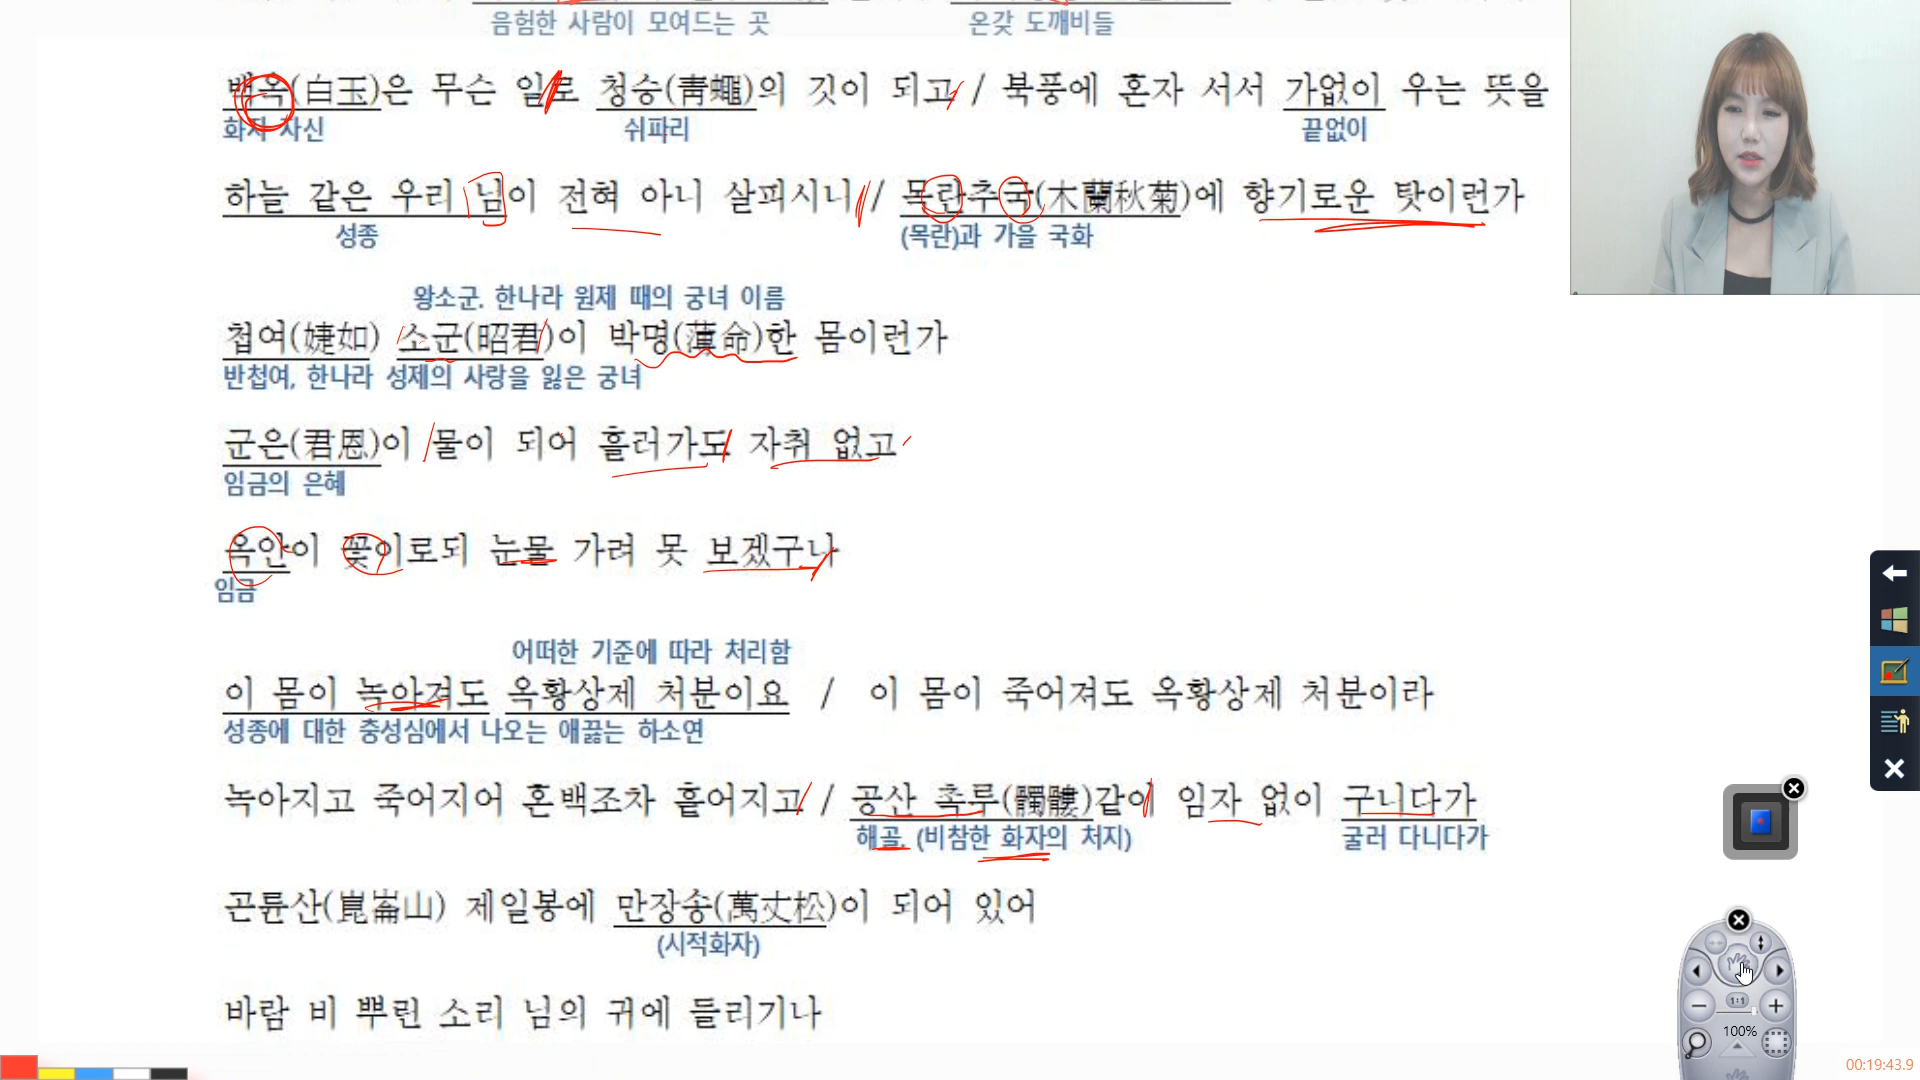 음험한 사람이 모여드는 곳 온갖 도깨비들
백옥(白玉)은 무슨 일로 청승(靑蠅)의 깃이 되고 / 북풍에 혼자 서서 가없이 우는 뜻을
화자 자신 쉬파리 끝없이
하늘 같은 우리 님이 전혀 아니 살피시니 / 목란추국(木蘭秋菊)에 향기로운 탓이런가
성종 (목란)과 가을 국화
왕소군. 한나라 원제 때의 궁녀 이름
첩여(婕如) 소군(昭君)이 박명(薄命)한 몸이런가
반첩여, 한나라 성제의 사랑을 잃은 궁녀
군은(君恩)이 물이 되어 흘러가도 자취 없고
임금의 은혜
옥안이 꽃이로되 눈물 가려 못 보겠구나
임금
어떠한 기준에 따라 처리함
이 몸이 녹아져도 옥황상제 처분이요 / 이 몸이 죽어져도 옥황상제 처분이라
성종에 대한 충성심에서 나오는 애끓는 하소연
녹아지고 죽어지어 혼백조차 흩어지고 / 공산 촉루(髑髏)같이 임자 없이 구니다가
해골. (비참한 화자의 처지) 굴러 다니다가
곤륜산(崑崙山) 제일봉에 만장송(萬丈松)이 되어 있어
(시적화자)
바람 비 뿌린 소리 님의 귀에 들리기나
1:1
100%
00:19:43.9